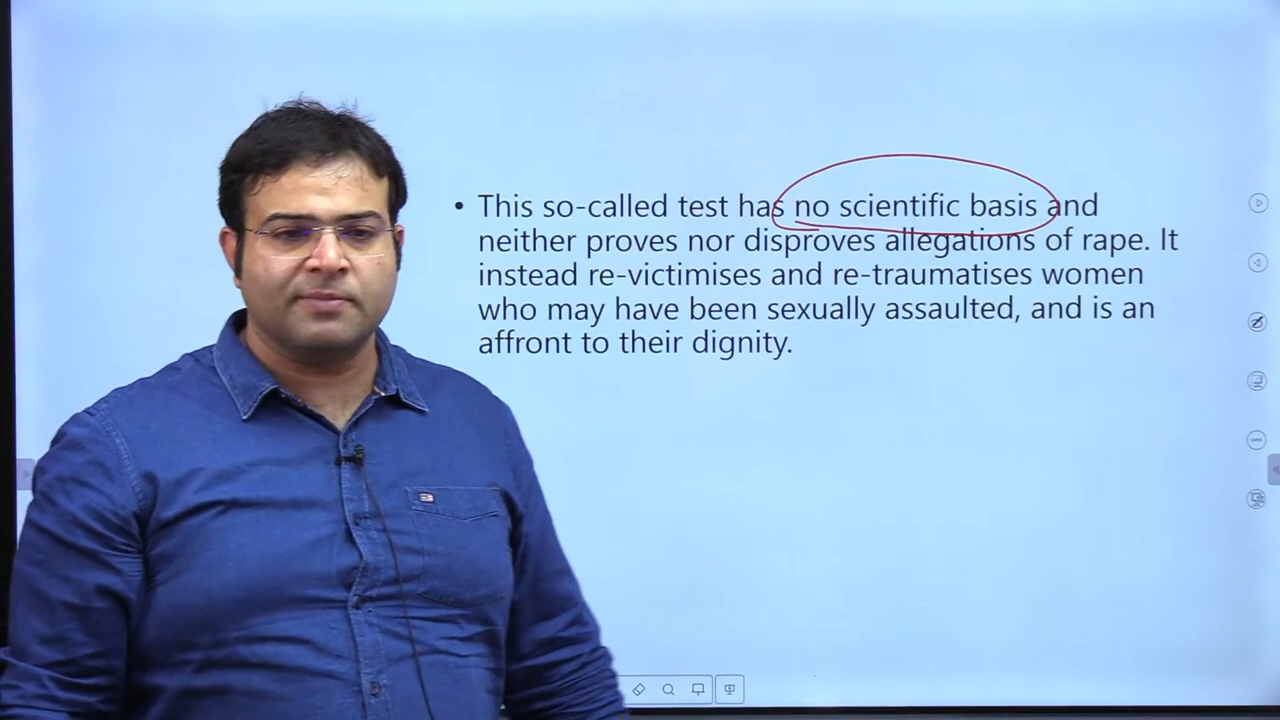 • This so-called test has no scientific basis and
neither proves nor disproves allegations of rape. It
instead re-victimises and re-traumatises women
who may have been sexually assaulted, and is an
affront to their dignity.